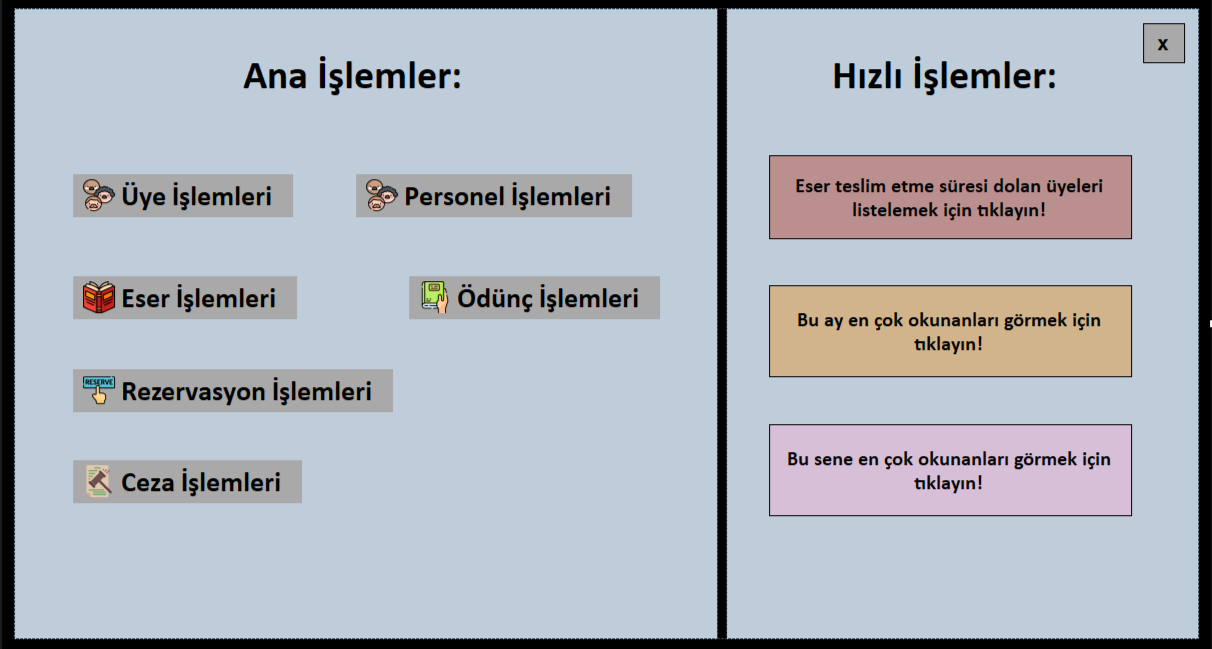 Ana İşlemler:
Üye İşlemleri
Personel İşlemleri
Eser İşlemleri
Ödünç İşlemleri
RESERVE
Rezervasyon İşlemleri
Ceza İşlemleri
x
Hızlı İşlemler:
Eser teslim etme süresi dolan üyeleri
listelemek için tıklayın!
Bu ay en çok okunanları görmek için
tıklayın!
Bu sene en çok okunanları görmek için
tıklayın!